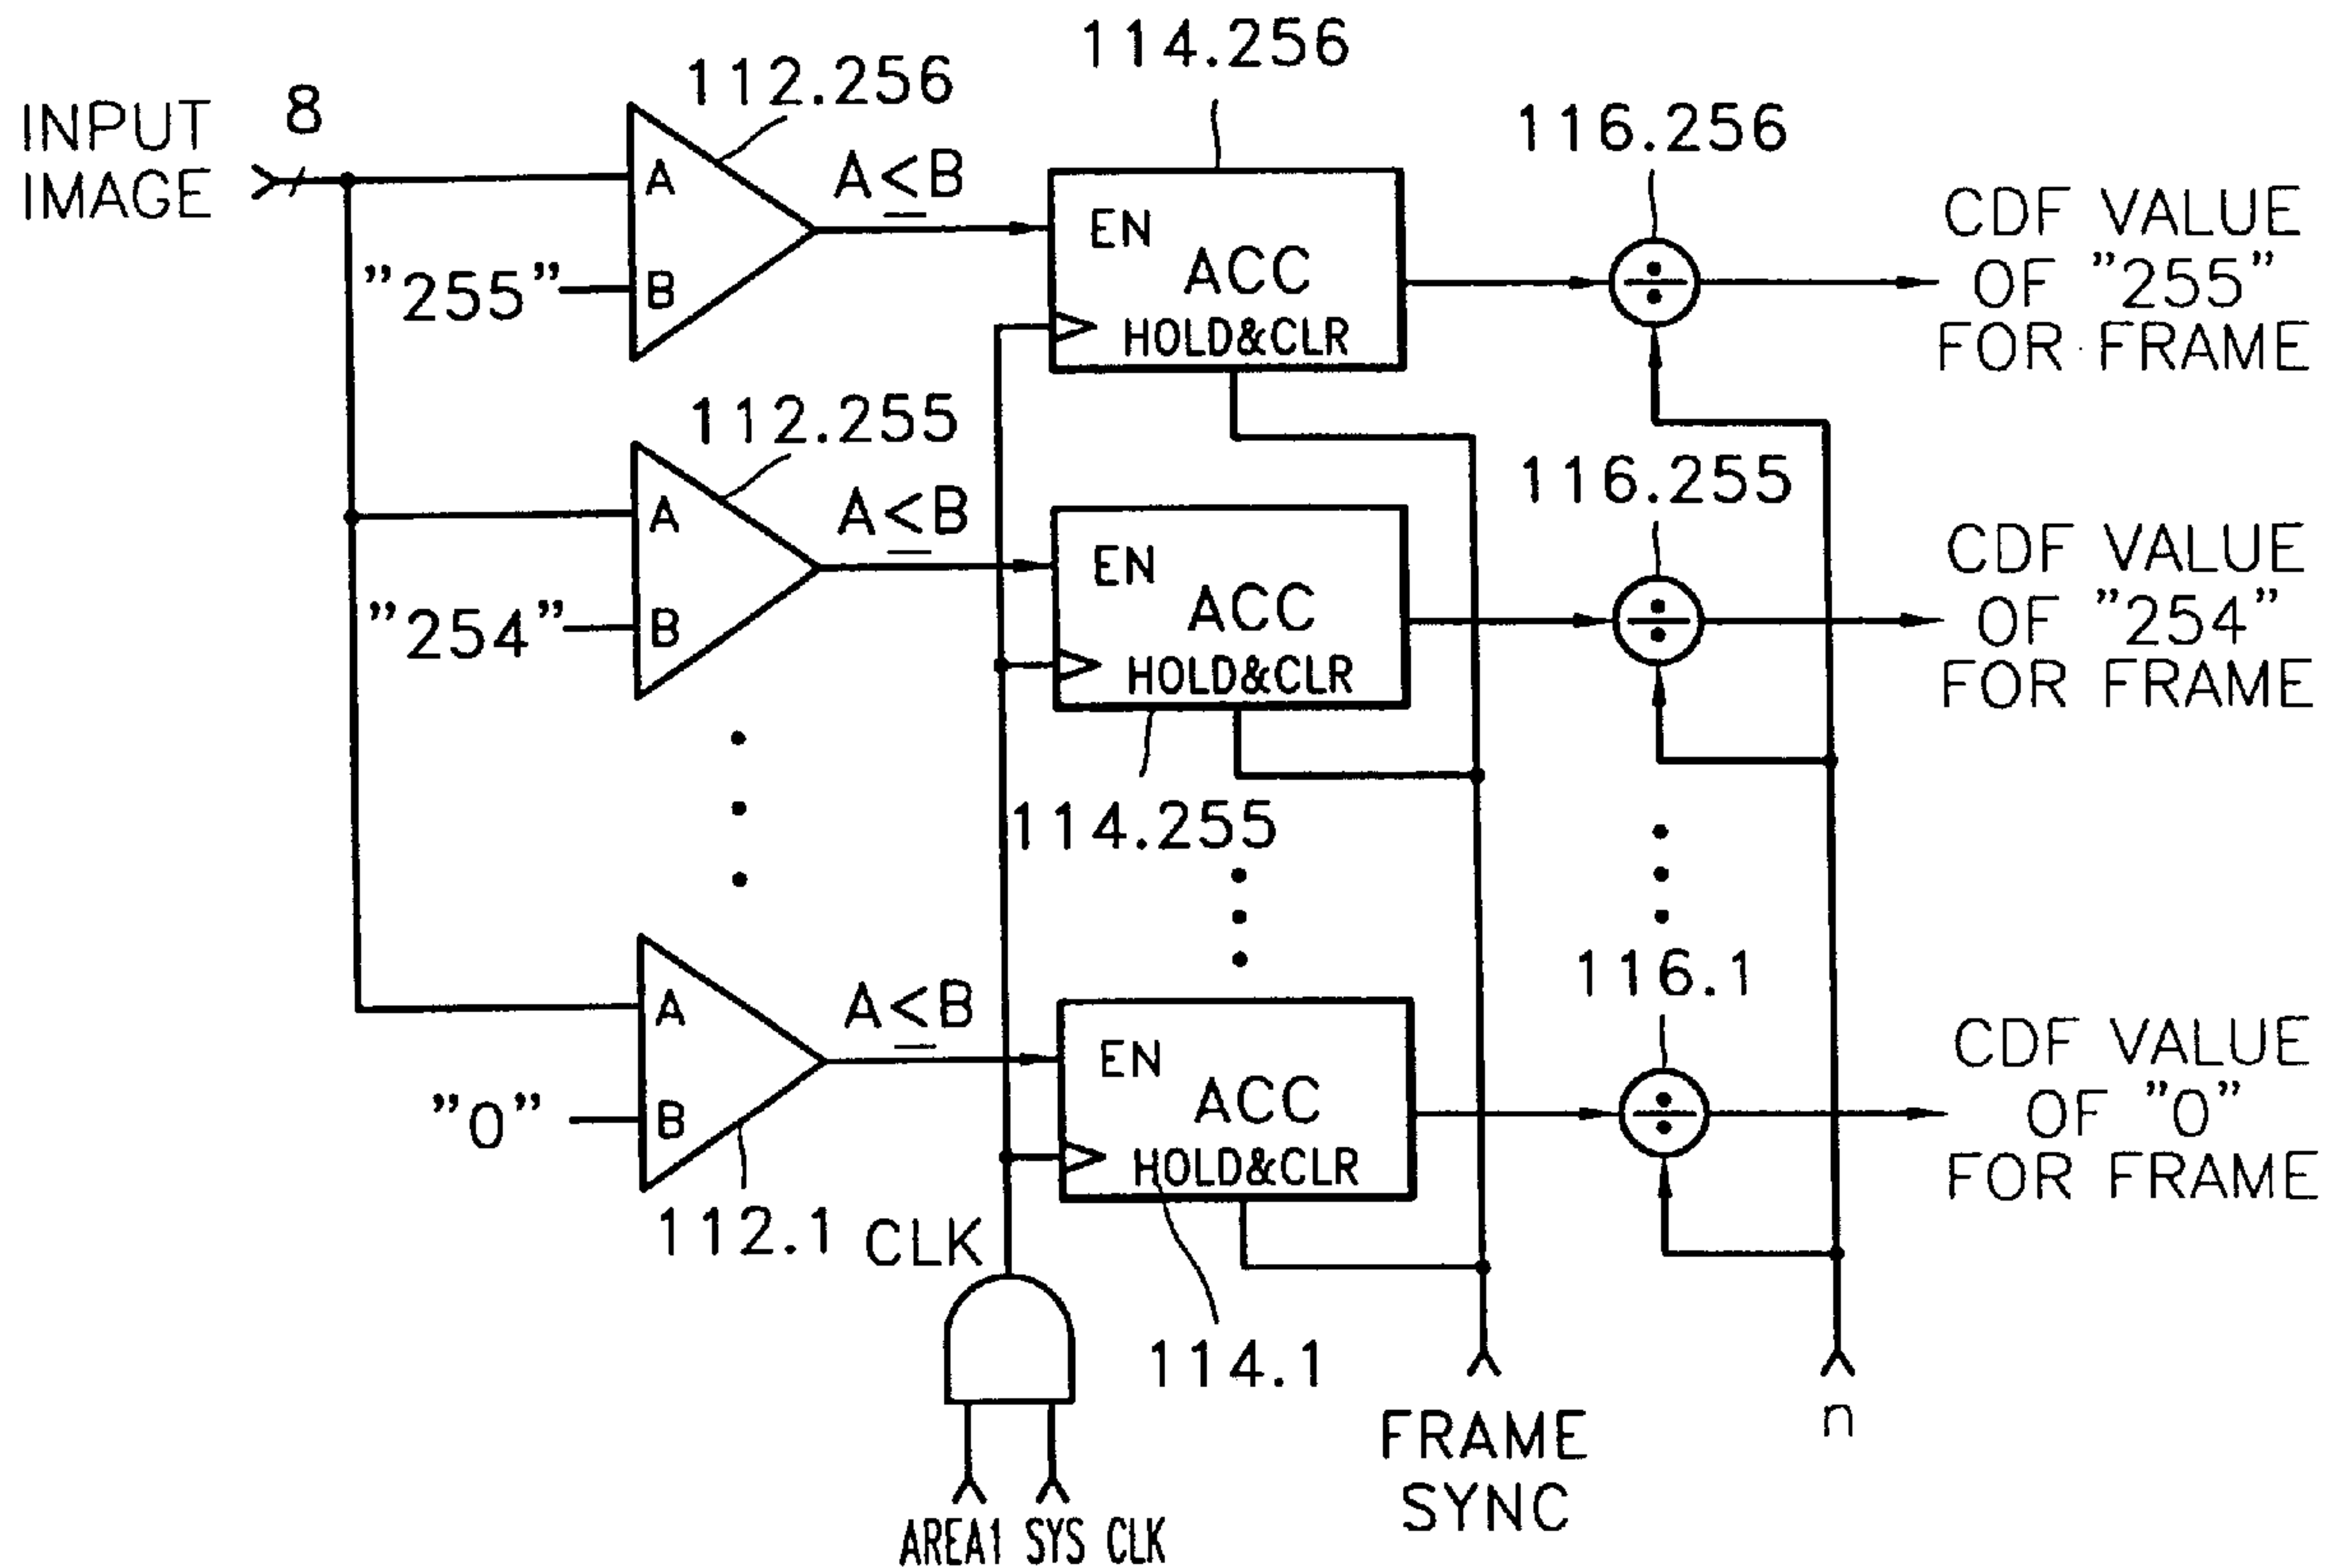 INPUT
IMAGE
8
112.256
114.256
116.256
A
B
"255"
A≤B
EN
ACC
HOLD&CLR
CDF VALUE
OF "255"
FOR FRAME
112.255
116.255
A
B
"254"
A≤B
EN
ACC
HOLD&CLR
114.255
CDF VALUE
OF "254"
FOR FRAME
116.1
A
B
"0"
A≤B
EN
ACC
HOLD&CLR
CDF VALUE
OF "0"
FOR FRAME
112.1
CLK
114.1
AREA1 SYS CLK
FRAME
SYNC
n